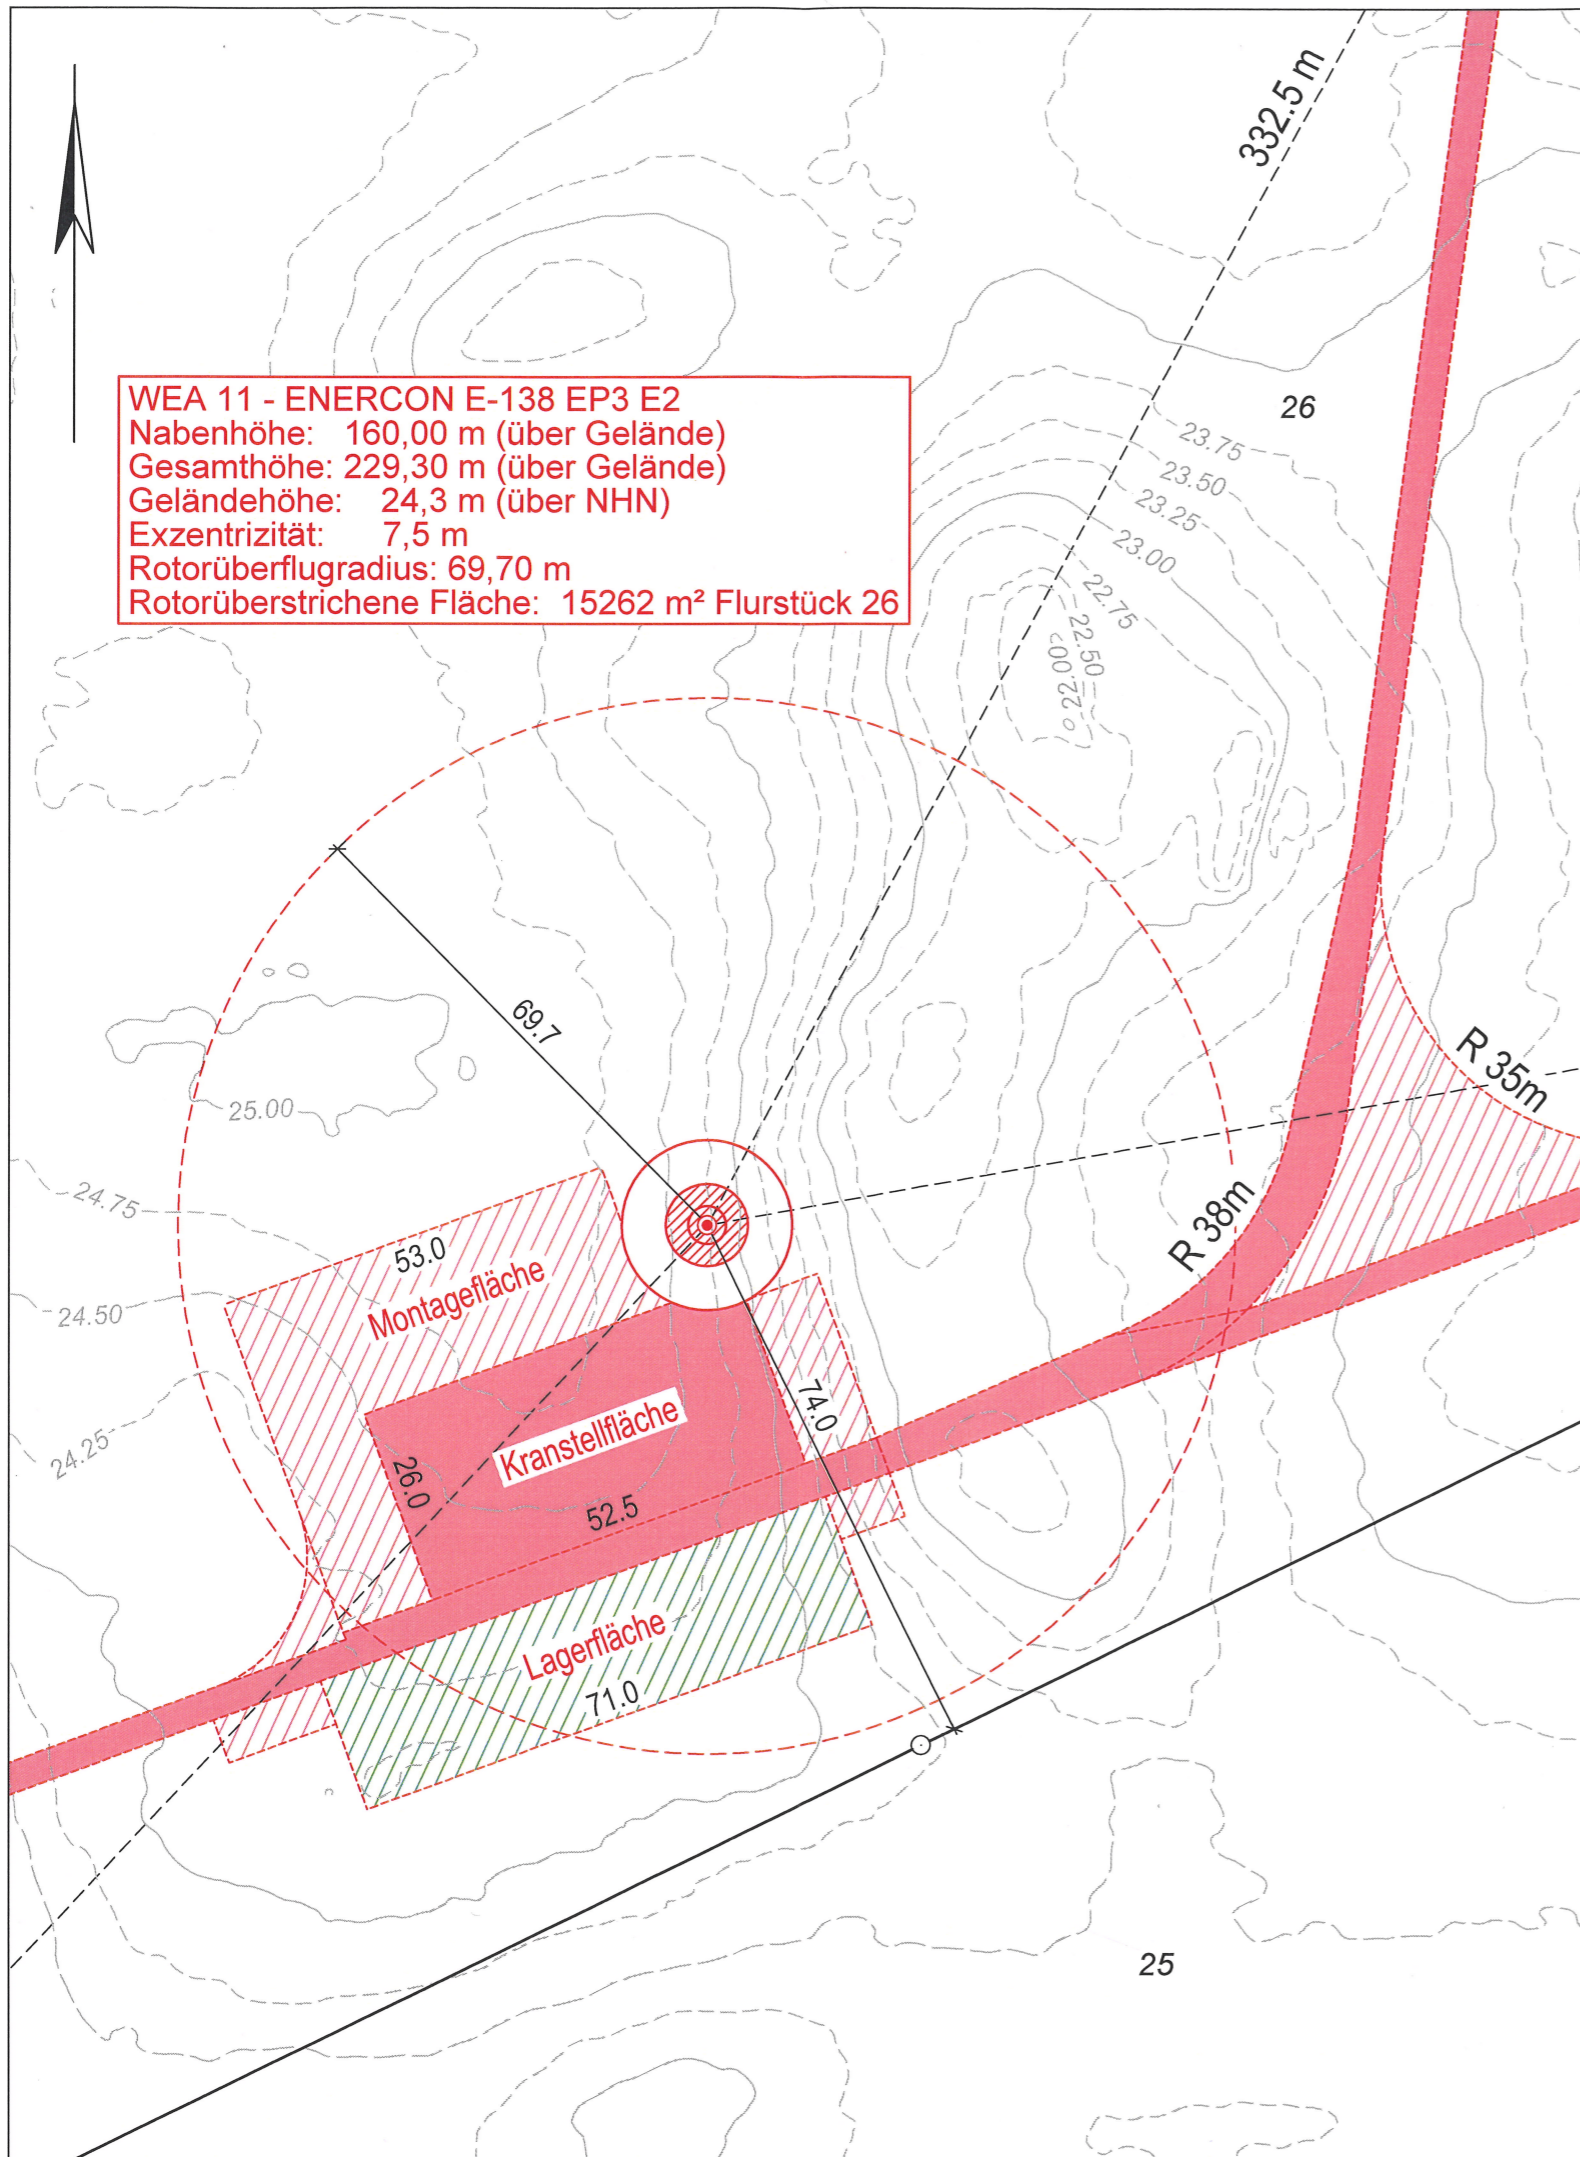 332.5 m
WEA 11 - ENERCON E-138 EP3 E2
Nabenhöhe: 160,00 m (über Gelände)
Gesamthöhe: 229,30 m (über Gelände)
Geländehöhe: 24,3 m (über NHN)
Exzentrizität: 7,5 m
Rotorüberflugradius: 69,70 m
Rotorüberstrichene Fläche: 15262 m² Flurstück 26
26
23.75
23.50
23.25
23.00
22.75
22.50
22.00
69.7
R 35m
25.00
24.75
R 38m
53.0
Montagefläche
24.50
74.0
Kranstellfläche
24.25
26.0
52.5
Lagerfläche
71.0
25